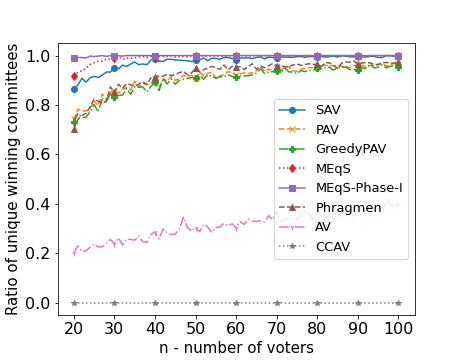 Ratio of unique winning committees
1.0
0.8
0.6
0.4
0.2
0.0
SAV
PAV
GreedyPAV
MEqS
MEqS-Phase-I
Phragmen
AV
CCAV
20 30 40 50 60 70 80 90 100
n - number of voters